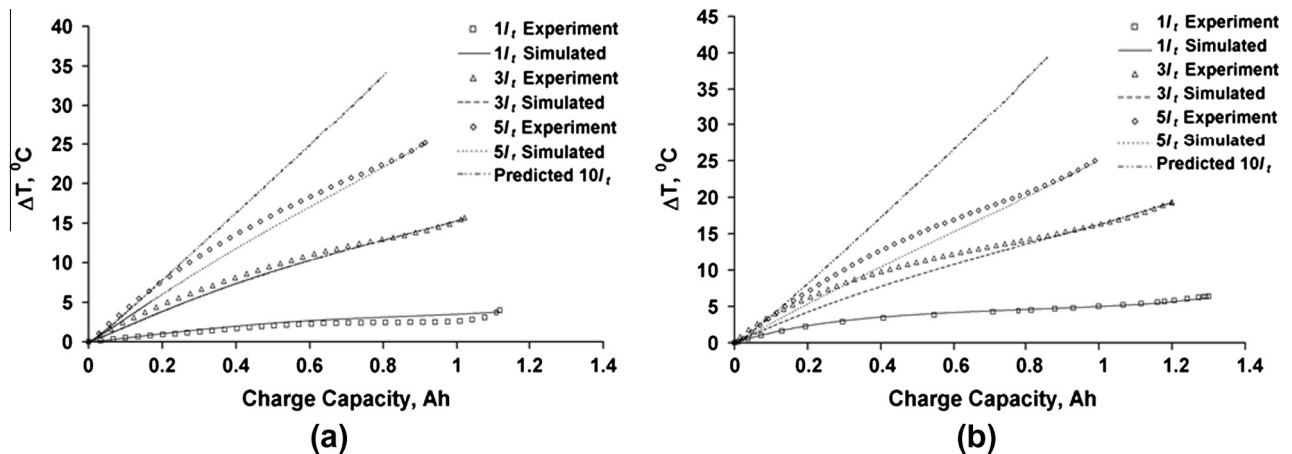 40
35
30
25
20
15
10
5
0
ΔT, ⁰C
0 0.2 0.4 0.6 0.8 1 1.2 1.4
Charge Capacity, Ah
1I_t Experiment
1I_t Simulated
3I_t Experiment
3I_t Simulated
5I_t Experiment
5I_t Simulated
Predicted 10I_t
(a)
45
40
35
30
25
20
15
10
5
0
ΔT, ⁰C
0 0.2 0.4 0.6 0.8 1 1.2 1.4
Charge Capacity, Ah
1I_t Experiment
1I_t Simulated
3I_t Experiment
3I_t Simulated
5I_t Experiment
5I_t Simulated
Predicted 10I_t
(b)